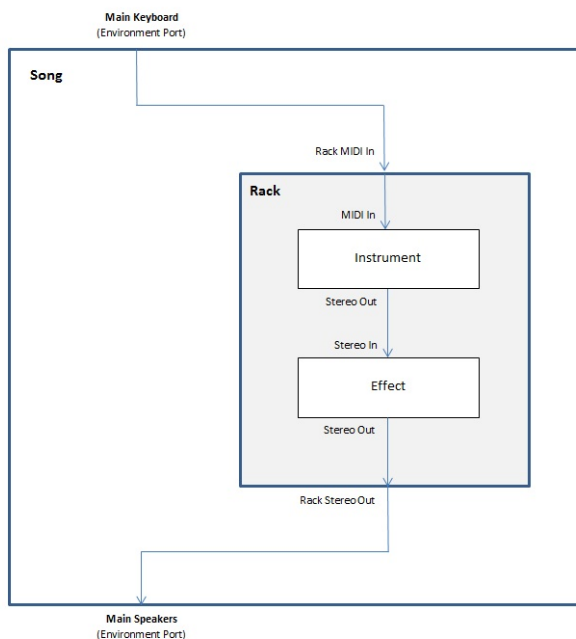 Main Keyboard
(Environment Port)
Song
Rack MIDI In
Rack
MIDI In
Instrument
Stereo Out
Stereo In
Effect
Stereo Out
Rack Stereo Out
Main Speakers
(Environment Port)